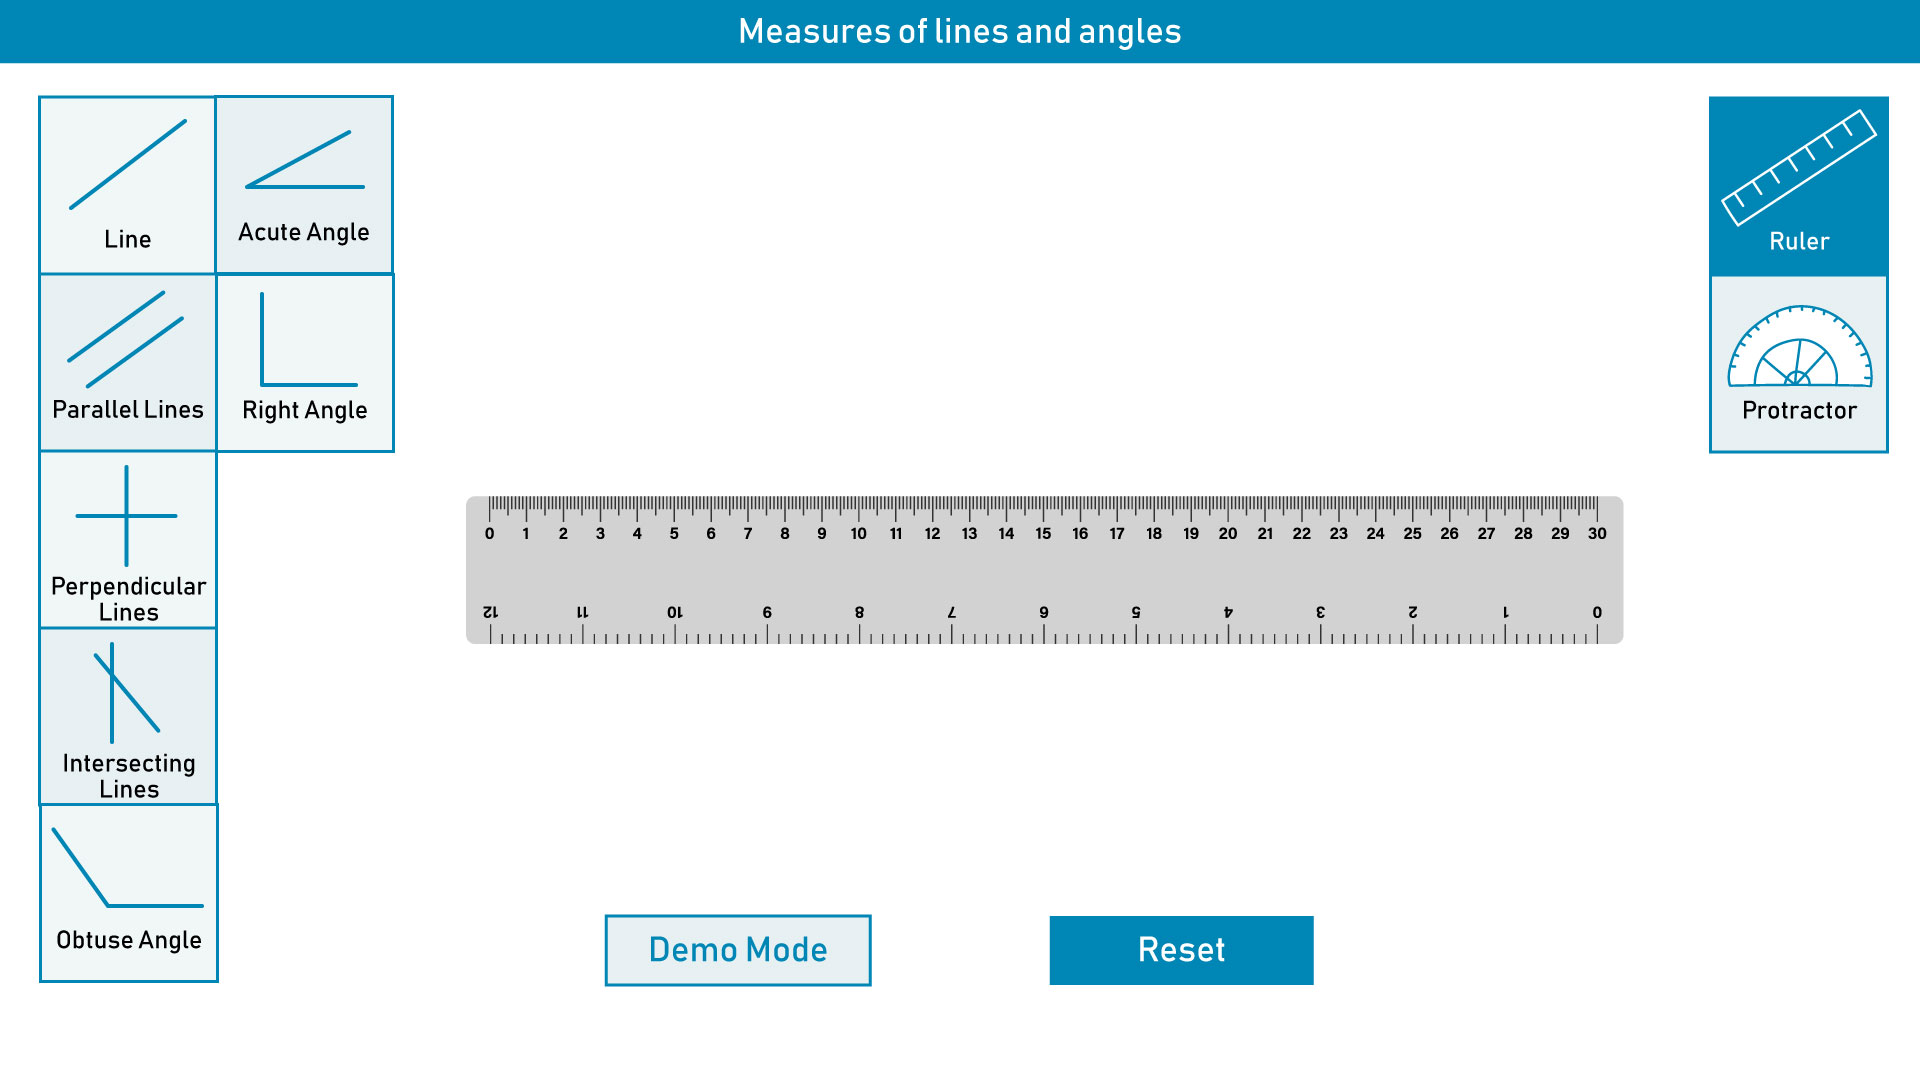 Measures of lines and angles
Line
Acute Angle
Parallel Lines
Right Angle
Perpendicular
Lines
Intersecting
Lines
Obtuse Angle
Ruler
Protractor
0 1 2 3 4 5 6 7 8 9 10 11 12 13 14 15 16 17 18 19 20 21 22 23 24 25 26 27 28 29 30
12 11 10 9 8 7 6 5 4 3 2 1 0
Demo Mode
Reset